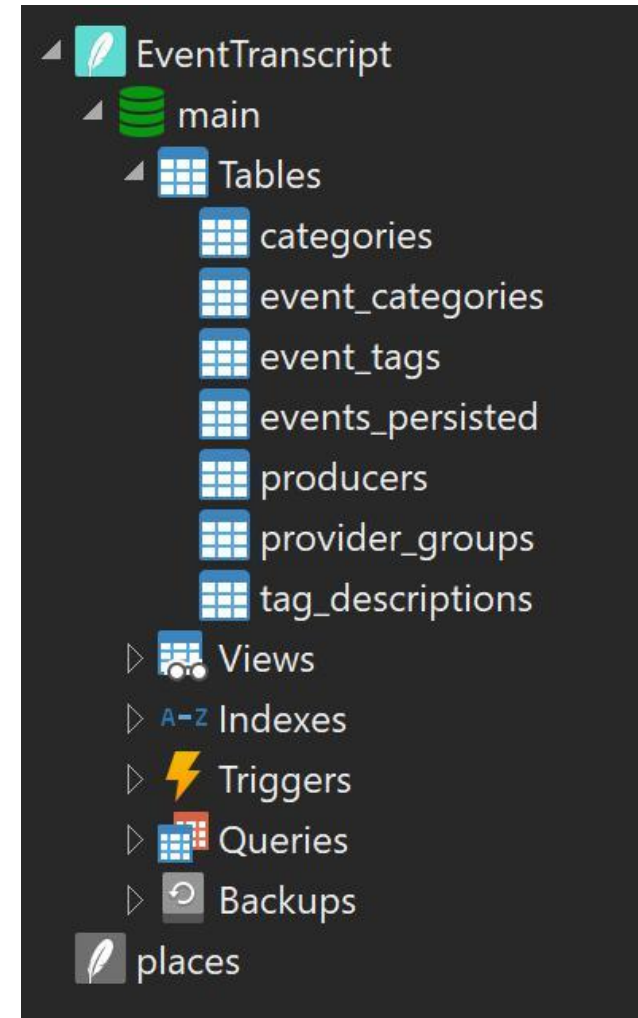 EventTranscript
main
Tables
categories
event_categories
event_tags
events_persisted
producers
provider_groups
tag_descriptions
Views
A-Z Indexes
Triggers
Queries
Backups
places